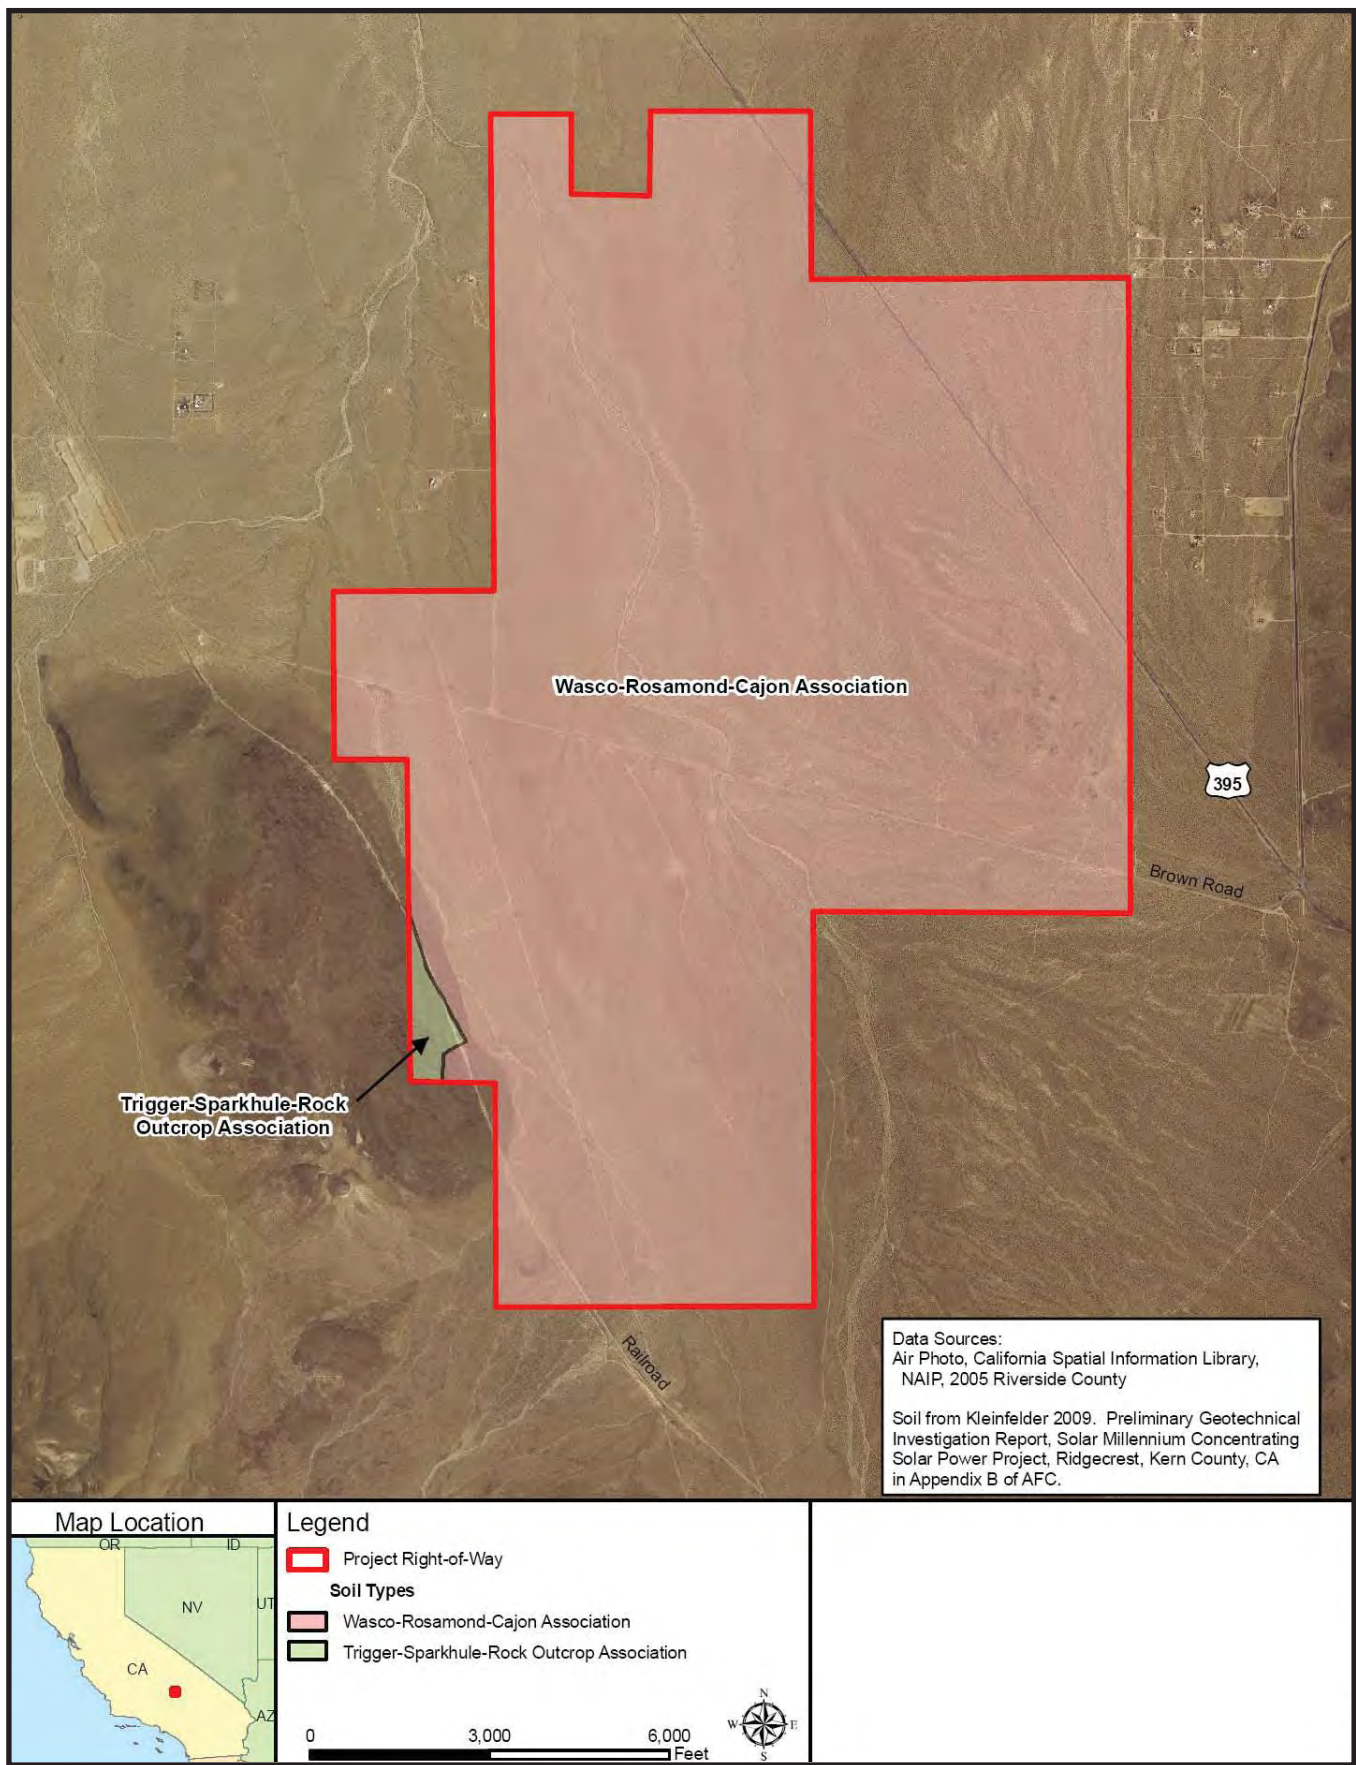 Wasco-Rosamond-Cajon Association
395
Brown Road
Trigger-Sparkhule-Rock
Outcrop Association
Railroad
Data Sources:
Air Photo, California Spatial Information Library,
NAIP, 2005 Riverside County
Soil from Kleinfelder 2009. Preliminary Geotechnical
Investigation Report, Solar Millennium Concentrating
Solar Power Project, Ridgecrest, Kern County, CA
in Appendix B of AFC.
Map Location
OR
ID
NV
UT
CA
AZ
Legend
Project Right-of-Way
Soil Types
Wasco-Rosamond-Cajon Association
Trigger-Sparkhule-Rock Outcrop Association
0
3,000
6,000
Feet
N
W
E
S